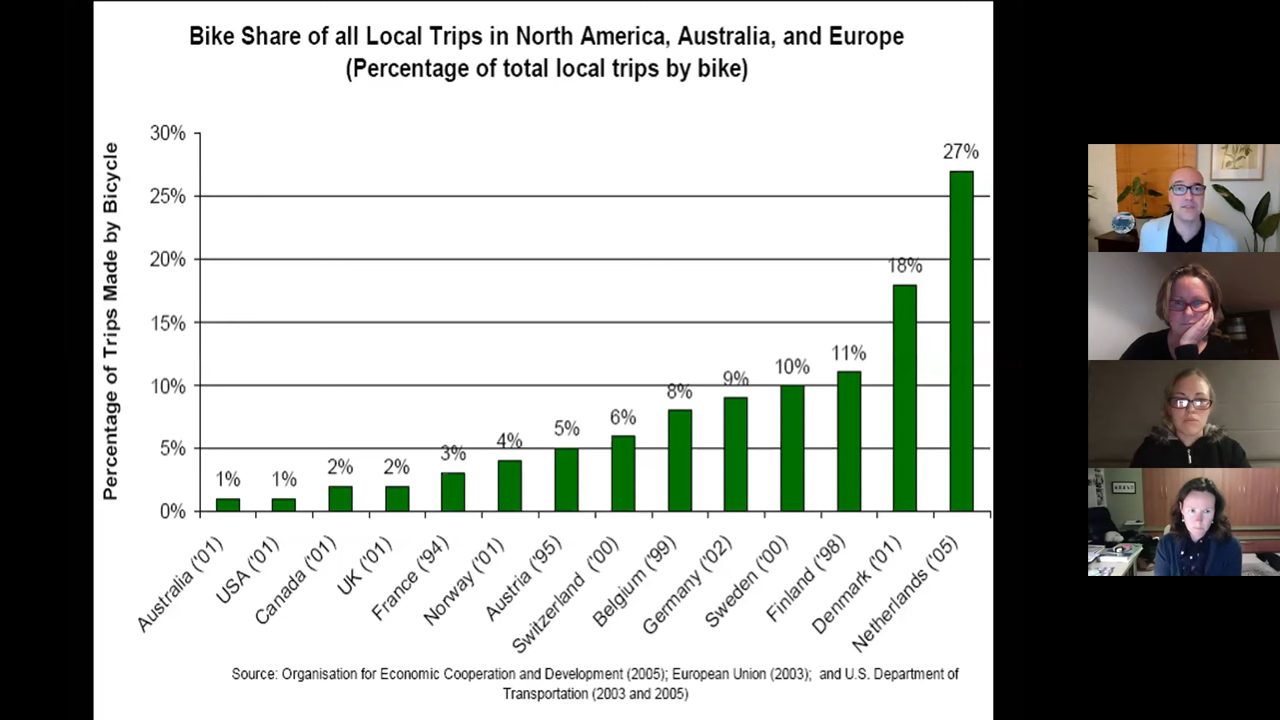 Bike Share of all Local Trips in North America, Australia, and Europe
(Percentage of total local trips by bike)
Percentage of Trips Made by Bicycle
30%
25%
20%
15%
10%
5%
0%
1%
1%
2%
2%
3%
4%
5%
6%
8%
9%
10%
11%
18%
27%
Australia ('01)
USA ('01)
Canada ('01)
UK ('01)
France ('94)
Norway ('01)
Austria ('95)
Switzerland ('00)
Belgium ('99)
Germany ('02)
Sweden ('00)
Finland ('98)
Denmark ('01)
Netherlands ('05)
Source: Organisation for Economic Cooperation and Development (2005); European Union (2003); and U.S. Department of
Transportation (2003 and 2005)